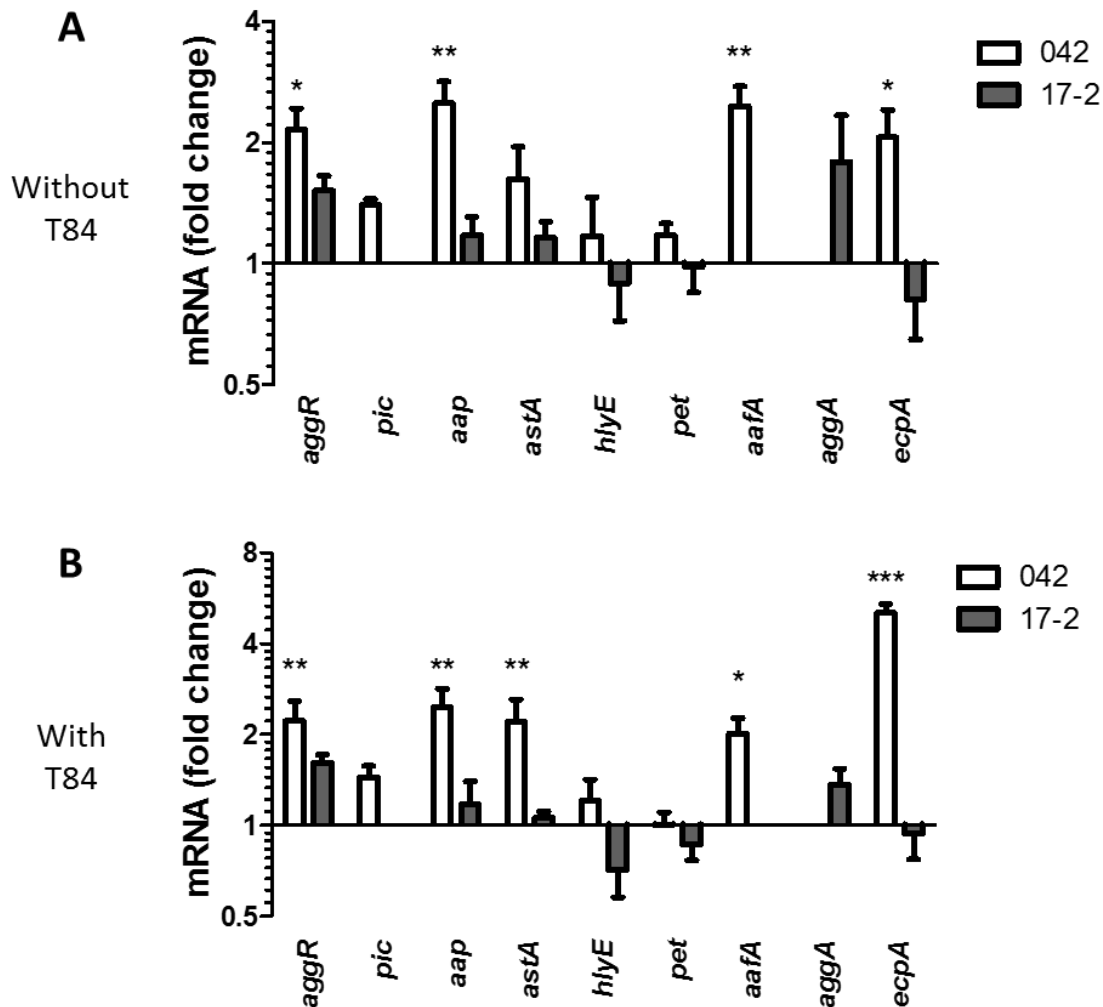 A
Without
T84
mRNA (fold change)
4
2
1
0.5
* ** ** *
042
17-2
aggR pic aap astA hlyE pet aafA aggA ecpA
B
With
T84
mRNA (fold change)
8
4
2
1
0.5
** ** ** * ***
042
17-2
aggR pic aap astA hlyE pet aafA aggA ecpA